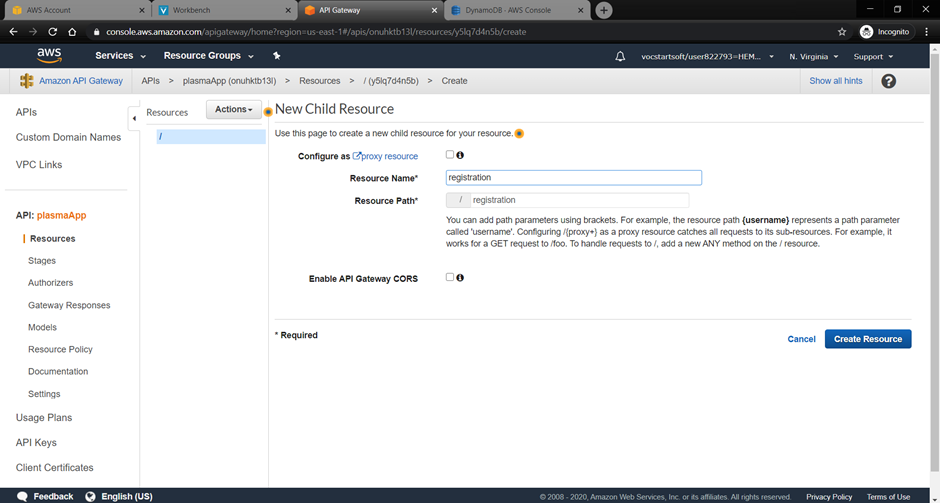 AWS Account
Workbench
API Gateway
DynamoDB - AWS Console
console.aws.amazon.com/apigateway/home?region=us-east-1#/apis/onuhktb13l/resources/y5lq7d4n5b/create
Incognito
aws
Services
Resource Groups
vocstartsoft/user822793=HEM...
N. Virginia
Support
Amazon API Gateway
APIs > plasmaApp (onuhktb13l) > Resources > / (y5lq7d4n5b) > Create
Show all hints
?
APIs
Custom Domain Names
VPC Links
API: plasmaApp
Resources
Stages
Authorizers
Gateway Responses
Models
Resource Policy
Documentation
Settings
Usage Plans
API Keys
Client Certificates
Resources
Actions
/
New Child Resource
Use this page to create a new child resource for your resource.
Configure as proxy resource
Resource Name* registration
Resource Path* / registration
You can add path parameters using brackets. For example, the resource path {username} represents a path parameter
called 'username'. Configuring /{proxy+} as a proxy resource catches all requests to its sub-resources. For example, it
works for a GET request to /foo. To handle requests to /, add a new ANY method on the / resource.
Enable API Gateway CORS
* Required
Cancel
Create Resource
Feedback
English (US)
© 2008 - 2020, Amazon Web Services, Inc. or its affiliates. All rights reserved.
Privacy Policy
Terms of Use